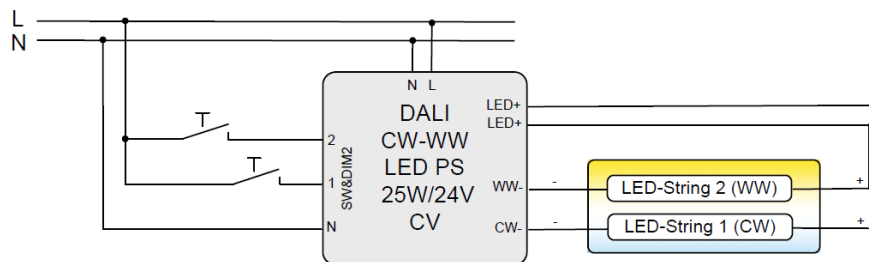 L
N
N L
DALI
CW-WW
LED PS
25W/24V
CV
T
T
2
1
N
SW&DIM2
LED+
LED+
WW-
CW-
-
LED-String 2 (WW)
+
-
LED-String 1 (CW)
+